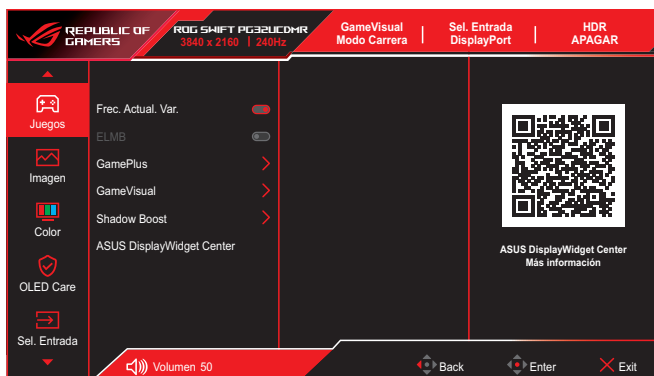 REPUBLIC OF
GAMERS
ROG SWIFT PG32UCDMR
3840 x 2160 | 240Hz
GameVisual
Modo Carrera
Sel. Entrada
DisplayPort
HDR
APAGAR
Juegos
Imagen
Color
OLED Care
Sel. Entrada
Frec. Actual. Var.
ELMB
GamePlus
GameVisual
Shadow Boost
ASUS DisplayWidget Center
ASUS DisplayWidget Center
Más información
Volumen 50
Back
Enter
Exit